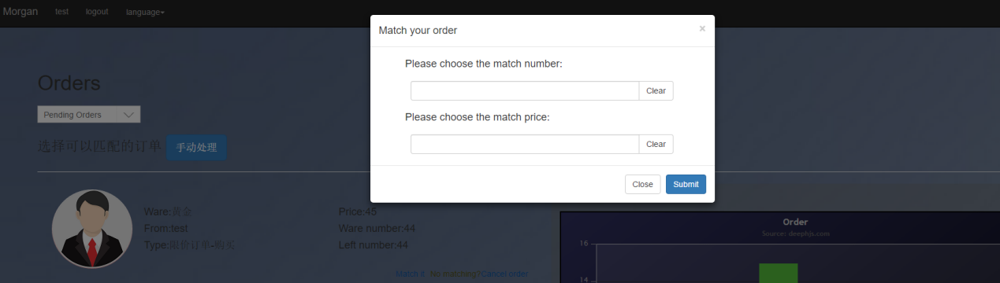 Morgan test logout language
Match your order ×
Please choose the match number:
Clear
Please choose the match price:
Clear
Close Submit
Orders
Pending Orders
选择可以匹配的订单 手动处理
Ware:黄金 Price:45
From:test Ware number:44
Type:限价订单-购买 Left number:44
Match it No matching?Cancel order
Order
Source: deephjs.com
16
14